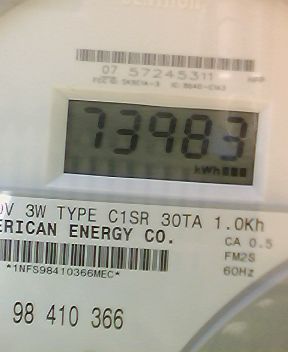 07 57245311
73983
kWh
0V 3W TYPE C1SR 30TA 1.0Kh
ERICAN ENERGY CO.
CA 0.5
FM2S
*1NFS98410366MEC*
60Hz
98 410 366